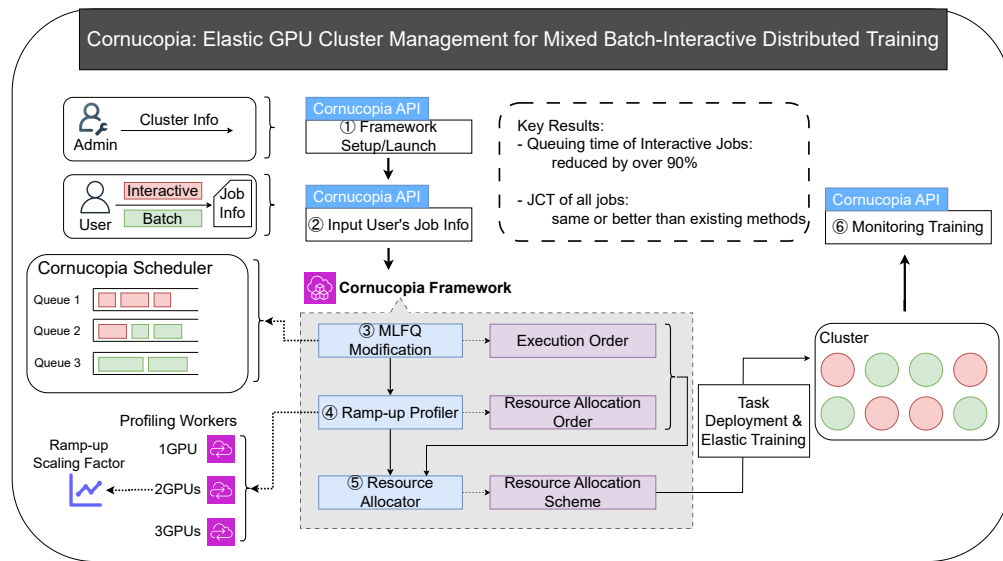 Cornucopia: Elastic GPU Cluster Management for Mixed Batch-Interactive Distributed Training
Admin
Cluster Info
Cornucopia API
① Framework
Setup/Launch
Key Results:
- Queuing time of Interactive Jobs:
reduced by over 90%
- JCT of all jobs:
same or better than existing methods
User
Interactive
Batch
Job
Info
Cornucopia API
② Input User's Job Info
Cornucopia API
⑥ Monitoring Training
Cornucopia Scheduler
Queue 1
Queue 2
Queue 3
Cornucopia Framework
③ MLFQ
Modification
Execution Order
④ Ramp-up Profiler
Resource Allocation
Order
⑤ Resource
Allocator
Resource Allocation
Scheme
Task
Deployment &
Elastic Training
Cluster
Profiling Workers
Ramp-up
Scaling Factor
1GPU
2GPUs
3GPUs